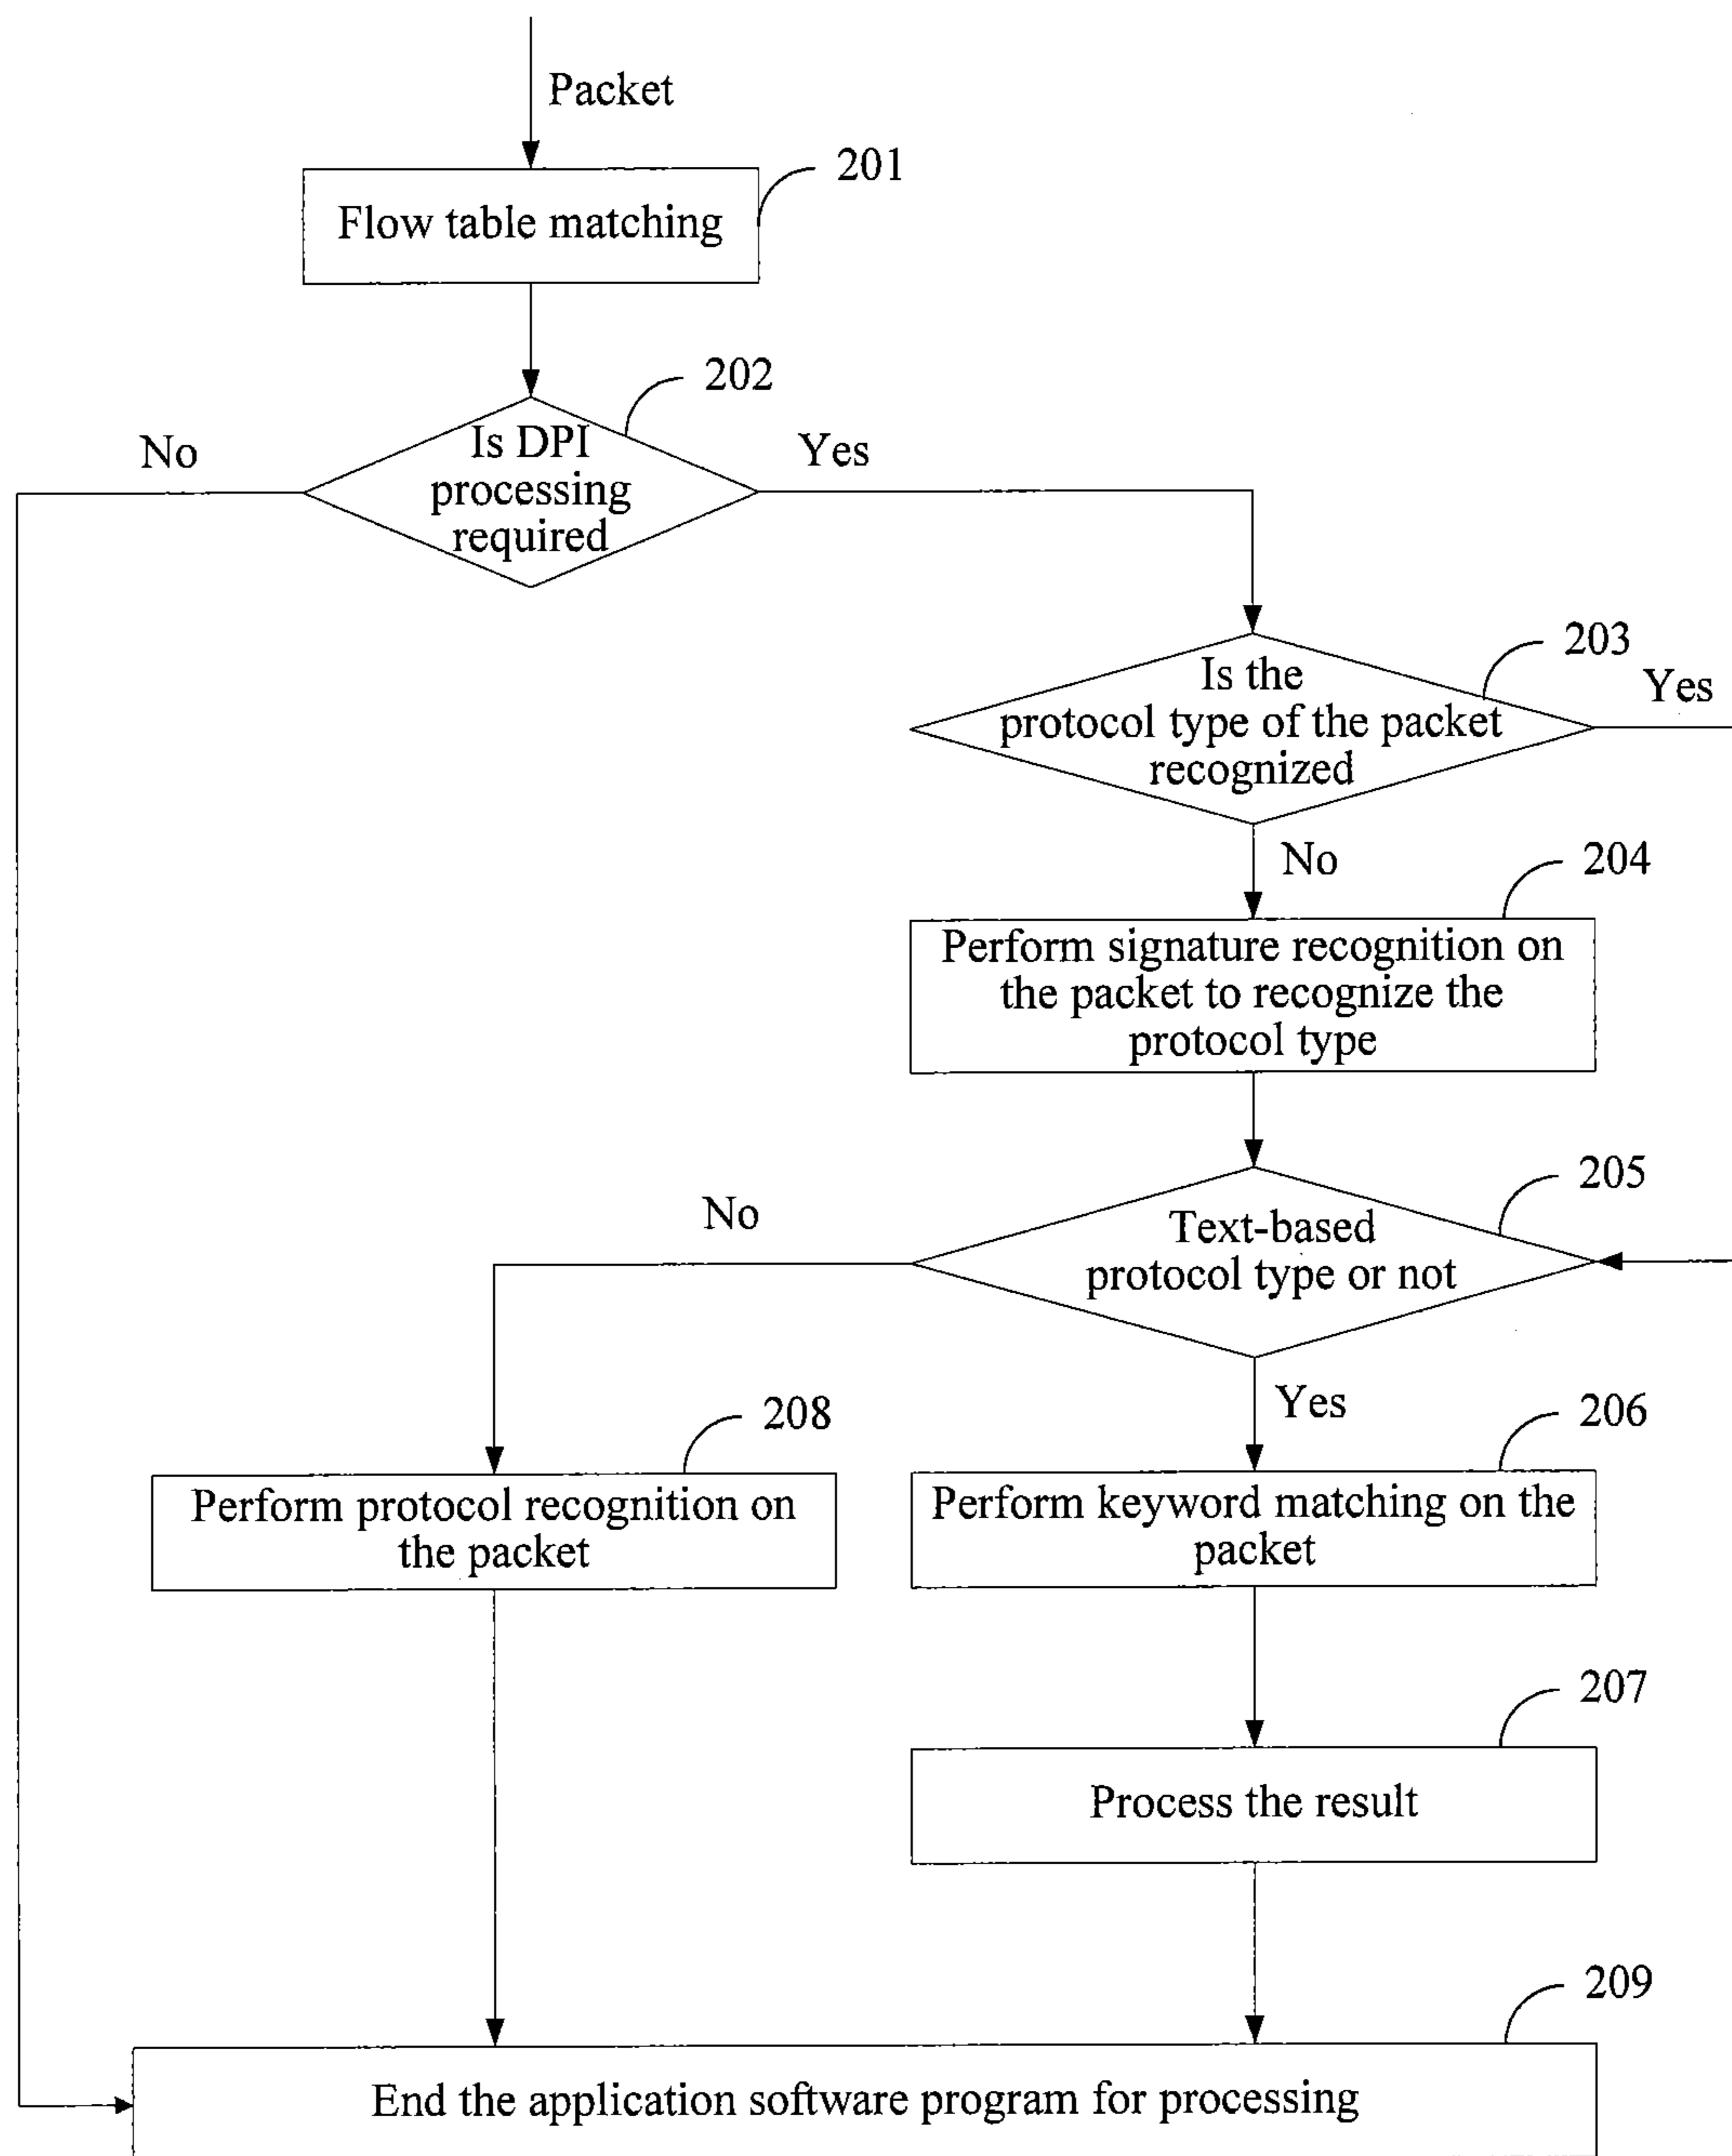 Packet
201
Flow table matching
202
No
Is DPI
processing
required
Yes
203
Is the
protocol type of the packet
recognized
Yes
No
204
Perform signature recognition on
the packet to recognize the
protocol type
205
No
Text-based
protocol type or not
Yes
208
206
Perform protocol recognition on
the packet
Perform keyword matching on the
packet
207
Process the result
209
End the application software program for processing